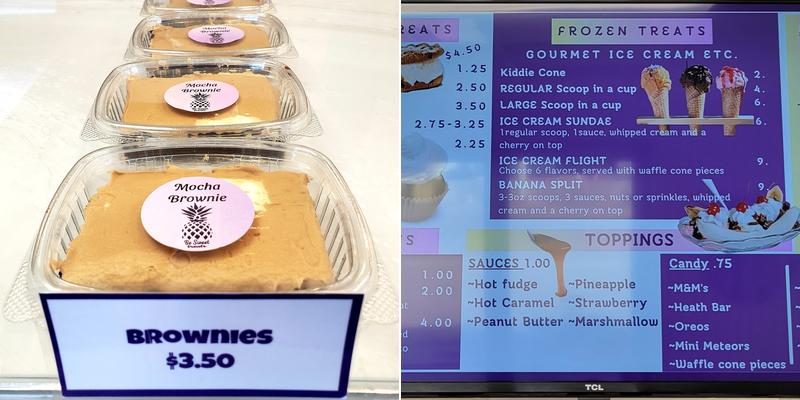 Mocha
Brownie
Mocha
Brownie
Mocha
Brownie
Be Sweet
treats
BROWNIES
$3.50
REATS
$4.50
1.25
2.50
3.50
2.75-3.25
2.25
S
1.00
2.00
4.00
FROZEN TREATS
GOURMET ICE CREAM ETC.
Kiddie Cone 2.
REGULAR Scoop in a cup 4.
LARGE Scoop in a cup 6.
ICE CREAM SUNDAE 6.
1regular scoop, 1sauce, whipped cream and a
cherry on top
ICE CREAM FLIGHT 9.
Choose 6 flavors, served with waffle cone pieces
BANANA SPLIT 9.
3-3oz scoops, 3 sauces, nuts or sprinkles, whipped
cream and a cherry on top
TOPPINGS
SAUCES 1.00
~Hot fudge ~Pineapple
~Hot Caramel ~Strawberry
~Peanut Butter ~Marshmallow
Candy .75
~M&M's
~Heath Bar
~Oreos
~Mini Meteors
~Waffle cone pieces
TCL